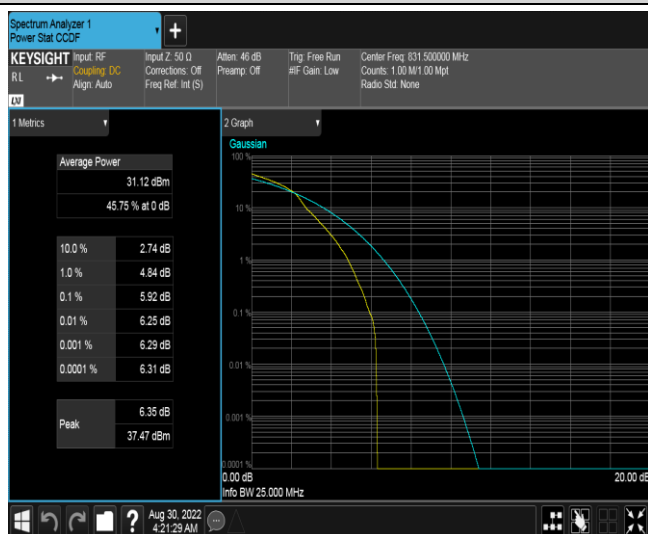 Spectrum Analyzer 1
Power Stat CCDF
+
KEYSIGHT Input: RF Input Z: 50 Ω Atten: 46 dB Trig: Free Run Center Freq: 831.500000 MHz
RL Coupling: DC Corrections: Off Preamp: Off #IF Gain: Low Counts: 1.00 M/1.00 Mpt
Align: Auto Freq Ref: Int (S) Radio Std: None
LXI
1 Metrics
Average Power
31.12 dBm
45.75 % at 0 dB
10.0 % 2.74 dB
1.0 % 4.84 dB
0.1 % 5.92 dB
0.01 % 6.25 dB
0.001 % 6.29 dB
0.0001 % 6.31 dB
Peak 6.35 dB
37.47 dBm
2 Graph
Gaussian
100 %
10 %
1 %
0.1 %
0.01 %
0.001 %
0.0001 %
0.00 dB 20.00 dB
Info BW 25.000 MHz
? Aug 30, 2022
4:21:29 AM